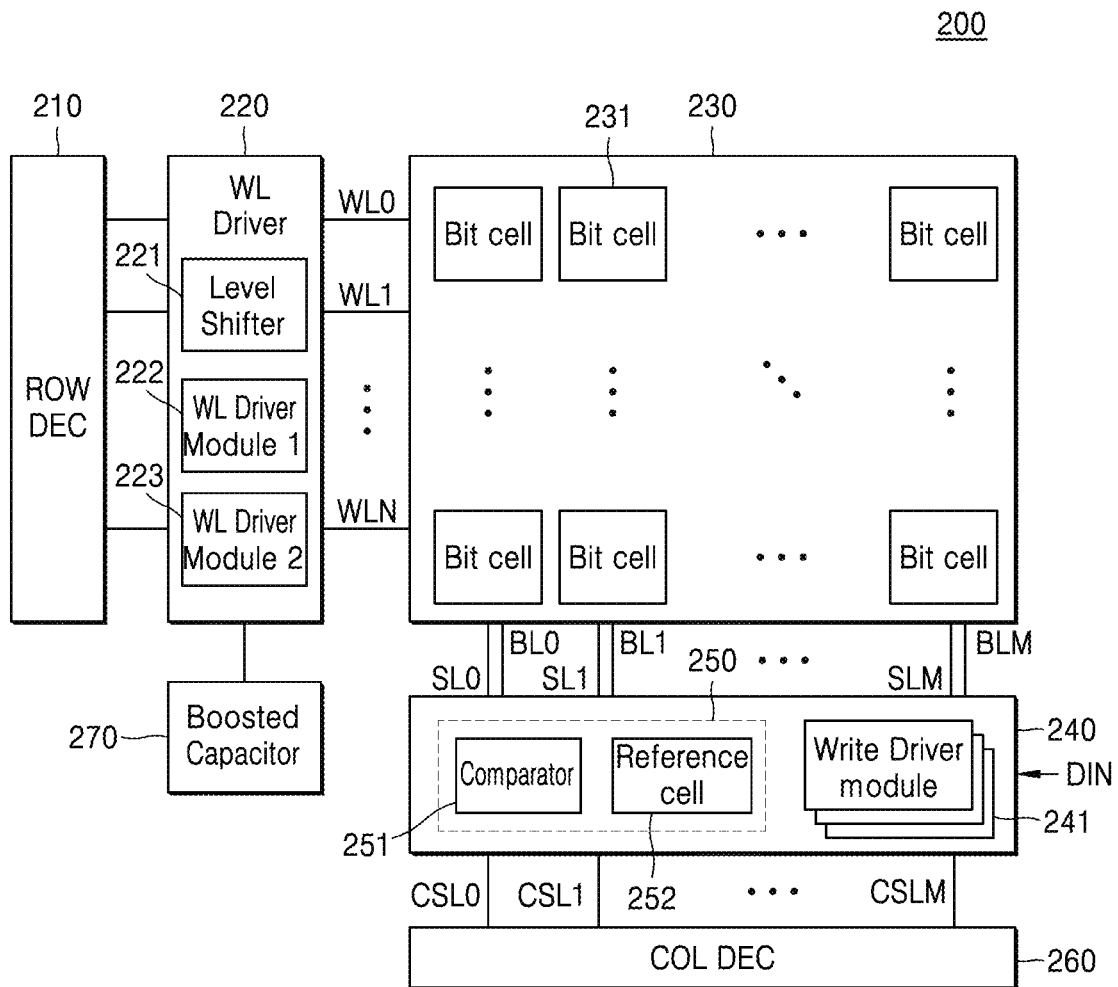 200
210
220
231
230
WL
Driver
WL0
Bit cell
Bit cell
Bit cell
221
Level
Shifter
WL1
ROW
DEC
222
WL Driver
Module 1
223
WL Driver
Module 2
WLN
Bit cell
Bit cell
Bit cell
BL0
BL1
BLM
SL0
SL1
250
SLM
270
Boosted
Capacitor
Comparator
Reference
cell
Write Driver
module
240
DIN
251
241
CSL0
CSL1
252
CSLM
COL DEC
260